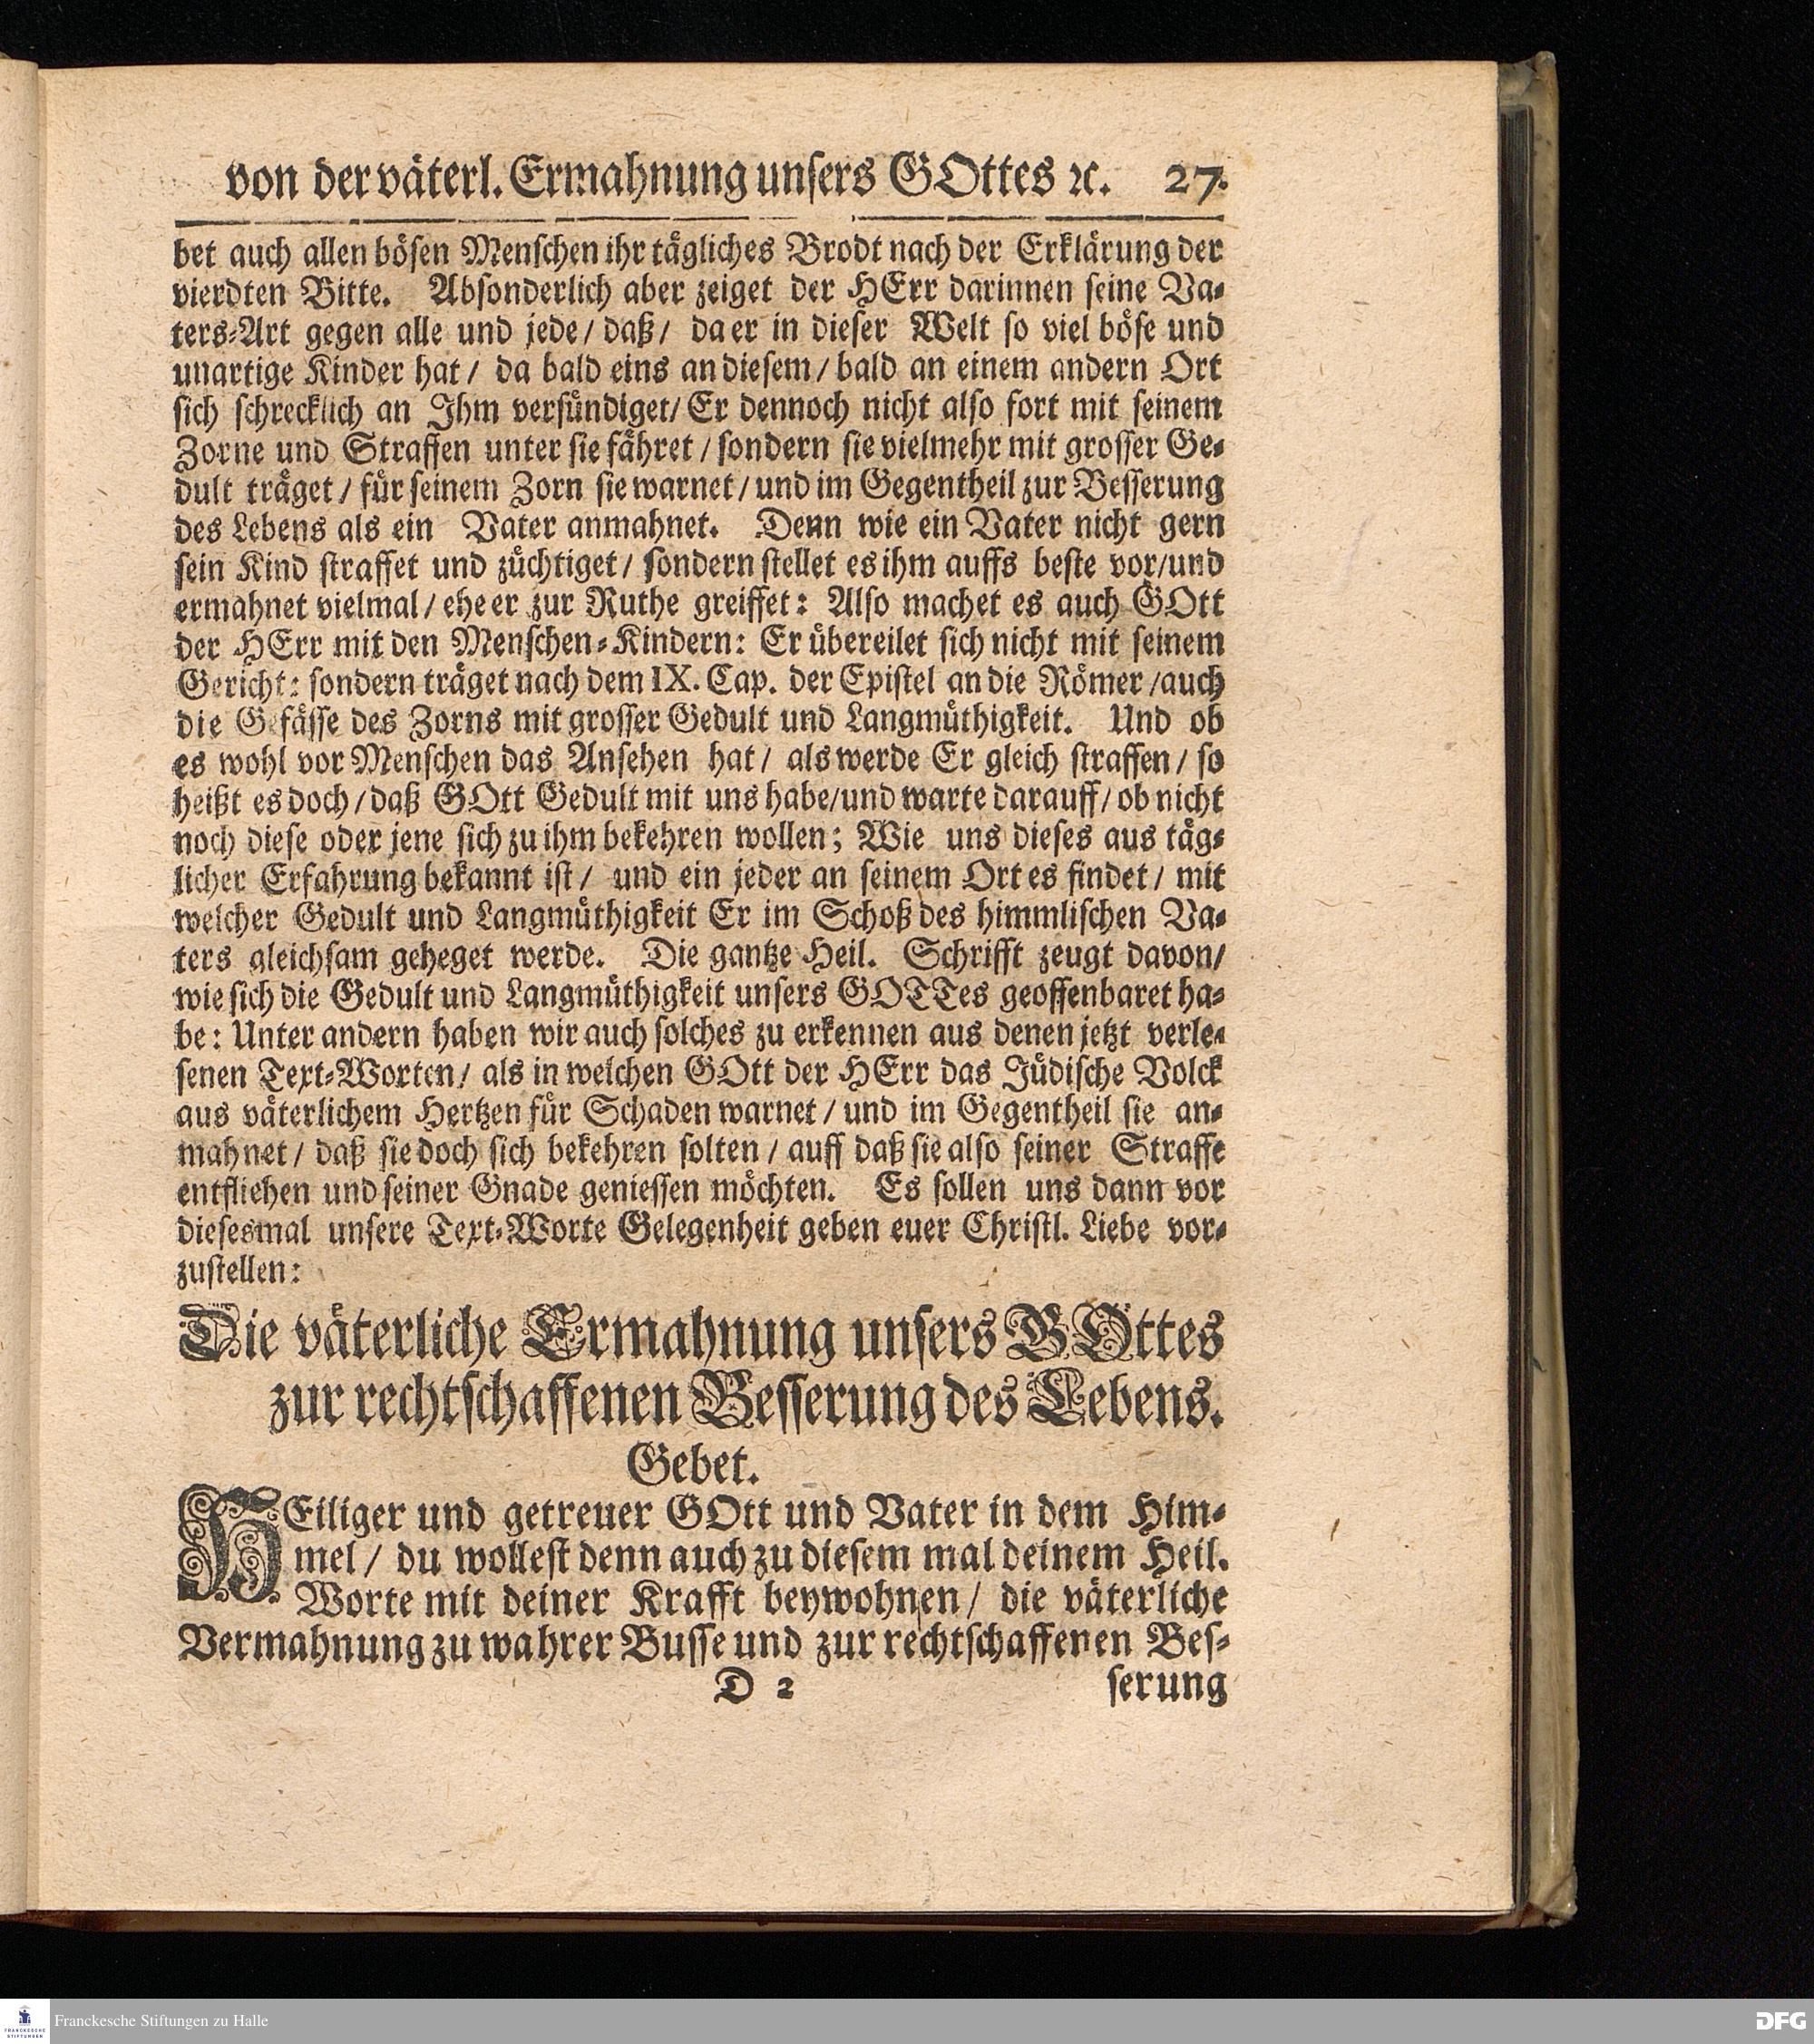 von der väterl. Ermahnung unsers GOttes ꝛc. 27.
bet auch allen bösen Menschen ihr tägliches Brodt nach der Erklärung der
vierdten Bitte. Absonderlich aber zeiget der HErr darinnen seine Va-
ters-Art gegen alle und jede/ daß/ da er in dieser Welt so viel böse und
unartige Kinder hat/ da bald eins an diesem/ bald an einem andern Ort
sich schrecklich an Ihm versündiget/ Er dennoch nicht also fort mit seinem
Zorne und Straffen unter sie fähret/ sondern sie vielmehr mit grosser Ge-
dult träget/ für seinem Zorn sie warnet/ und im Gegentheil zur Besserung
des Lebens als ein Vater anmahnet. Denn wie ein Vater nicht gern
sein Kind straffet und züchtiget/ sondern stellet es ihm auffs beste vor/ und
ermahnet vielmal/ ehe er zur Ruthe greiffet: Also machet es auch GOtt
der HErr mit den Menschen-Kindern: Er übereilet sich nicht mit seinem
Gericht: sondern träget nach dem IX. Cap. der Epistel an die Römer/ auch
die Gefässe des Zorns mit grosser Gedult und Langmüthigkeit. Und ob
es wohl vor Menschen das Ansehen hat/ als werde Er gleich straffen/ so
heißt es doch/ daß GOtt Gedult mit uns habe/ und warte darauff/ ob nicht
noch diese oder jene sich zu ihm bekehren wollen; Wie uns dieses aus täg-
licher Erfahrung bekannt ist/ und ein jeder an seinem Ort es findet/ mit
welcher Gedult und Langmüthigkeit Er im Schoß des himmlischen Va-
ters gleichsam geheget werde. Die gantze Heil. Schrifft zeugt davon/
wie sich die Gedult und Langmüthigkeit unsers GOTTes geoffenbaret ha-
be: Unter andern haben wir auch solches zu erkennen aus denen jetzt verle-
senen Text-Worten/ als in welchen GOtt der HErr das Jüdische Volck
aus väterlichem Hertzen für Schaden warnet/ und im Gegentheil sie an-
mahnet/ daß sie doch sich bekehren solten/ auff daß sie also seiner Straffe
entfliehen und seiner Gnade geniessen möchten. Es sollen uns dann vor
diesesmal unsere Text-Worte Gelegenheit geben euer Christl. Liebe vor-
zustellen:
Die väterliche Ermahnung unsers GOttes
zur rechtschaffenen Besserung des Lebens.
Gebet.
HEiliger und getreuer GOtt und Vater in dem Him-
mel/ du wollest denn auch zu diesem mal deinem Heil.
Worte mit deiner Krafft beywohnen/ die väterliche
Vermahnung zu wahrer Busse und zur rechtschaffenen Bes-
D 2 serung
FRANCKESCHE STIFTUNGEN
Franckesche Stiftungen zu Halle
DFG